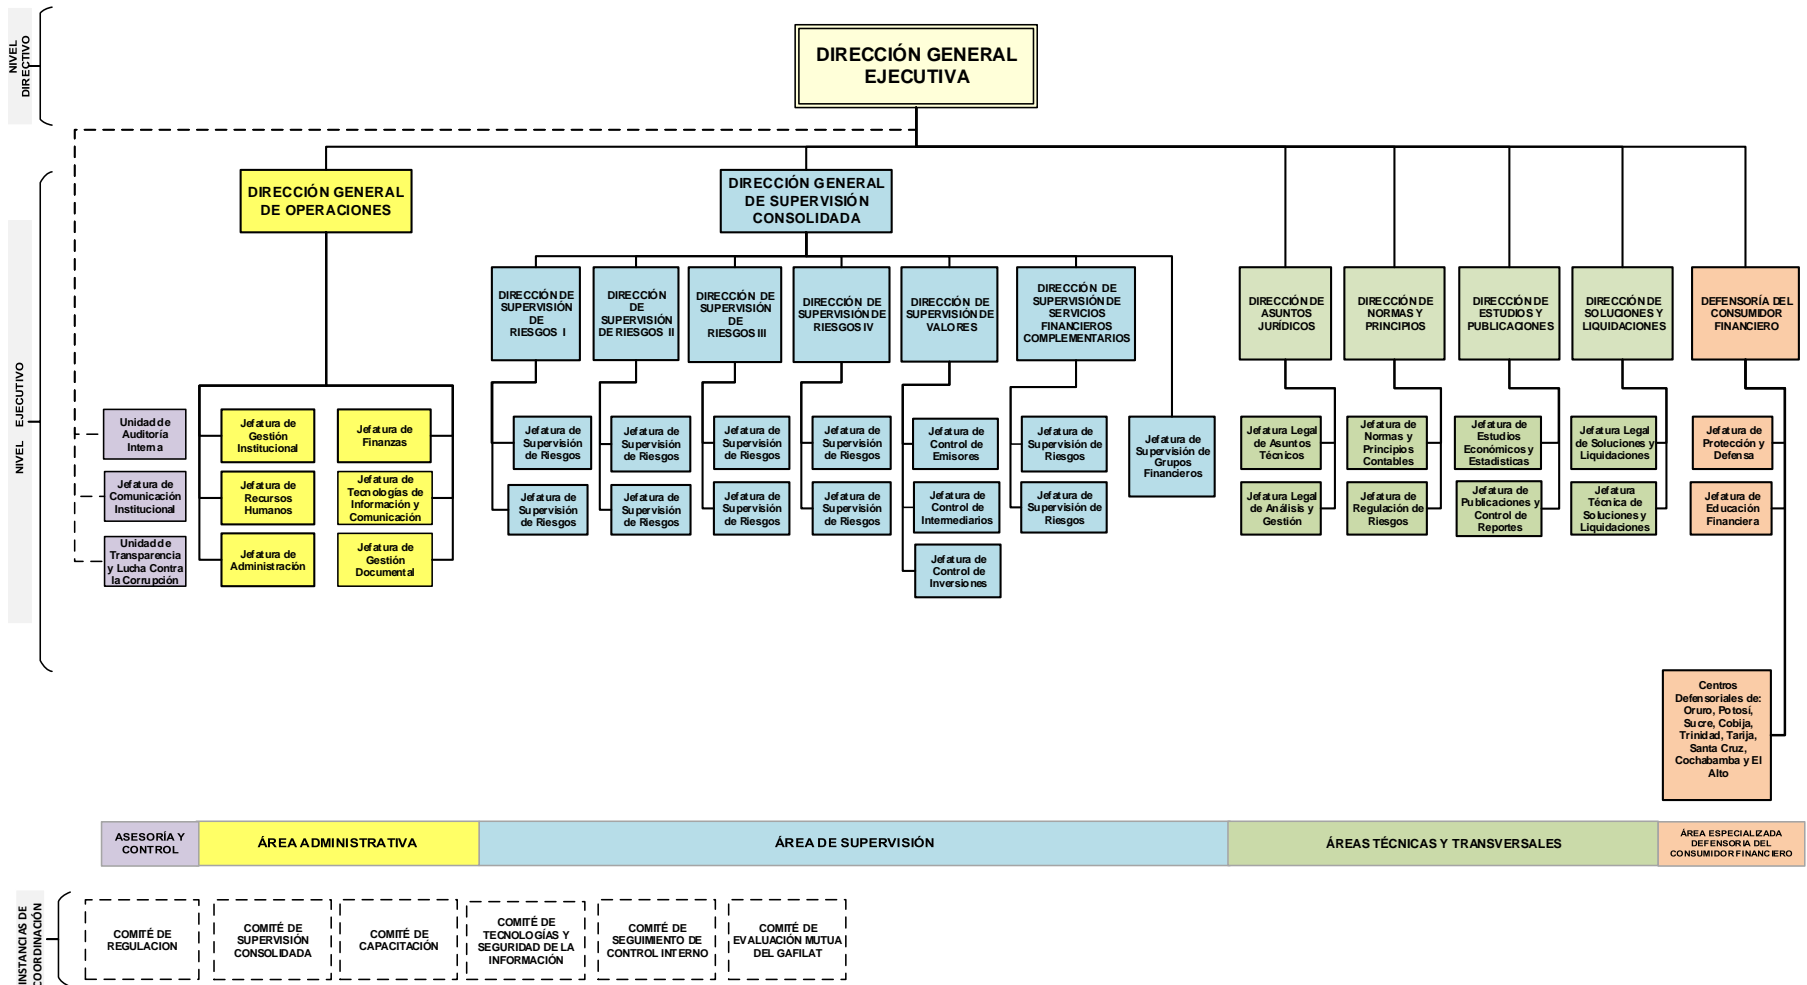 NIVEL
DIRECTIVO
DIRECCIÓN GENERAL
EJECUTIVA
NIVEL EJECUTIVO
DIRECCIÓN GENERAL
DE OPERACIONES
DIRECCIÓN GENERAL
DE SUPERVISIÓN
CONSOLIDADA
DIRECCIÓN DE
SUPERVISIÓN
DE
RIESGOS I
DIRECCIÓN
DE
SUPERVISIÓN
DE RIESGOS II
DIRECCIÓN DE
SUPERVISIÓN
DE
RIESGOS III
DIRECCIÓN DE
SUPERVISIÓN DE
RIESGOS IV
DIRECCIÓN DE
SUPERVISIÓN DE
VALORES
DIRECCIÓN DE
SUPERVISIÓN DE
SERVICIOS
FINANCIEROS
COMPLEMENTARIOS
DIRECCIÓN DE
ASUNTOS
JURÍDICOS
DIRECCIÓN DE
NORMAS Y
PRINCIPIOS
DIRECCIÓN DE
ESTUDIOS Y
PUBLICACIONES
DIRECCIÓN DE
SOLUCIONES Y
LIQUIDACIONES
DEFENSORÍA DEL
CONSUMIDOR
FINANCIERO
Unidad de
Auditoría
Interna
Jefatura de
Comunicación
Institucional
Unidad de
Transparencia
y Lucha Contra
la Corrupción
Jefatura de
Gestión
Institucional
Jefatura de
Recursos
Humanos
Jefatura de
Administración
Jefatura de
Finanzas
Jefatura de
Tecnologías de
Información y
Comunicación
Jefatura de
Gestión
Documental
Jefatura de
Supervisión
de Riesgos
Jefatura de
Supervisión
de Riesgos
Jefatura de
Supervisión
de Riesgos
Jefatura de
Supervisión
de Riesgos
Jefatura de
Supervisión
de Riesgos
Jefatura de
Supervisión
de Riesgos
Jefatura de
Supervisión
de Riesgos
Jefatura de
Supervisión
de Riesgos
Jefatura de
Control de
Emisores
Jefatura de
Control de
Intermediarios
Jefatura de
Control de
Inversiones
Jefatura de
Supervisión de
Riesgos
Jefatura de
Supervisión de
Riesgos
Jefatura de
Supervisión de
Grupos
Financieros
Jefatura Legal
de Asuntos
Técnicos
Jefatura Legal
de Análisis y
Gestión
Jefatura de
Normas y
Principios
Contables
Jefatura de
Regulación de
Riesgos
Jefatura de
Estudios
Económicos y
Estadisticas
Jefatura de
Publicaciones y
Control de
Reportes
Jefatura Legal
de Soluciones y
Liquidaciones
Jefatura
Técnica de
Soluciones y
Liquidaciones
Jefatura de
Protección y
Defensa
Jefatura de
Educación
Financiera
Centros
Defensoriales de:
Oruro, Potosí,
Sucre, Cobija,
Trinidad, Tarija,
Santa Cruz,
Cochabamba y El
Alto
ASESORÍA Y
CONTROL
ÁREA ADMINISTRATIVA
ÁREA DE SUPERVISIÓN
ÁREAS TÉCNICAS Y TRANSVERSALES
ÁREA ESPECIALIZADA
DEFENSORIA DEL
CONSUMIDOR FINANCIERO
INSTANCIAS DE
COORDINACIÓN
COMITÉ DE
REGULACION
COMITÉ DE
SUPERVISIÓN
CONSOLIDADA
COMITÉ DE
CAPACITACIÓN
COMITÉ DE
TECNOLOGÍAS Y
SEGURIDAD DE LA
INFORMACIÓN
COMITÉ DE
SEGUIMIENTO DE
CONTROL INTERNO
COMITÉ DE
EVALUACIÓN MUTUA
DEL GAFILAT